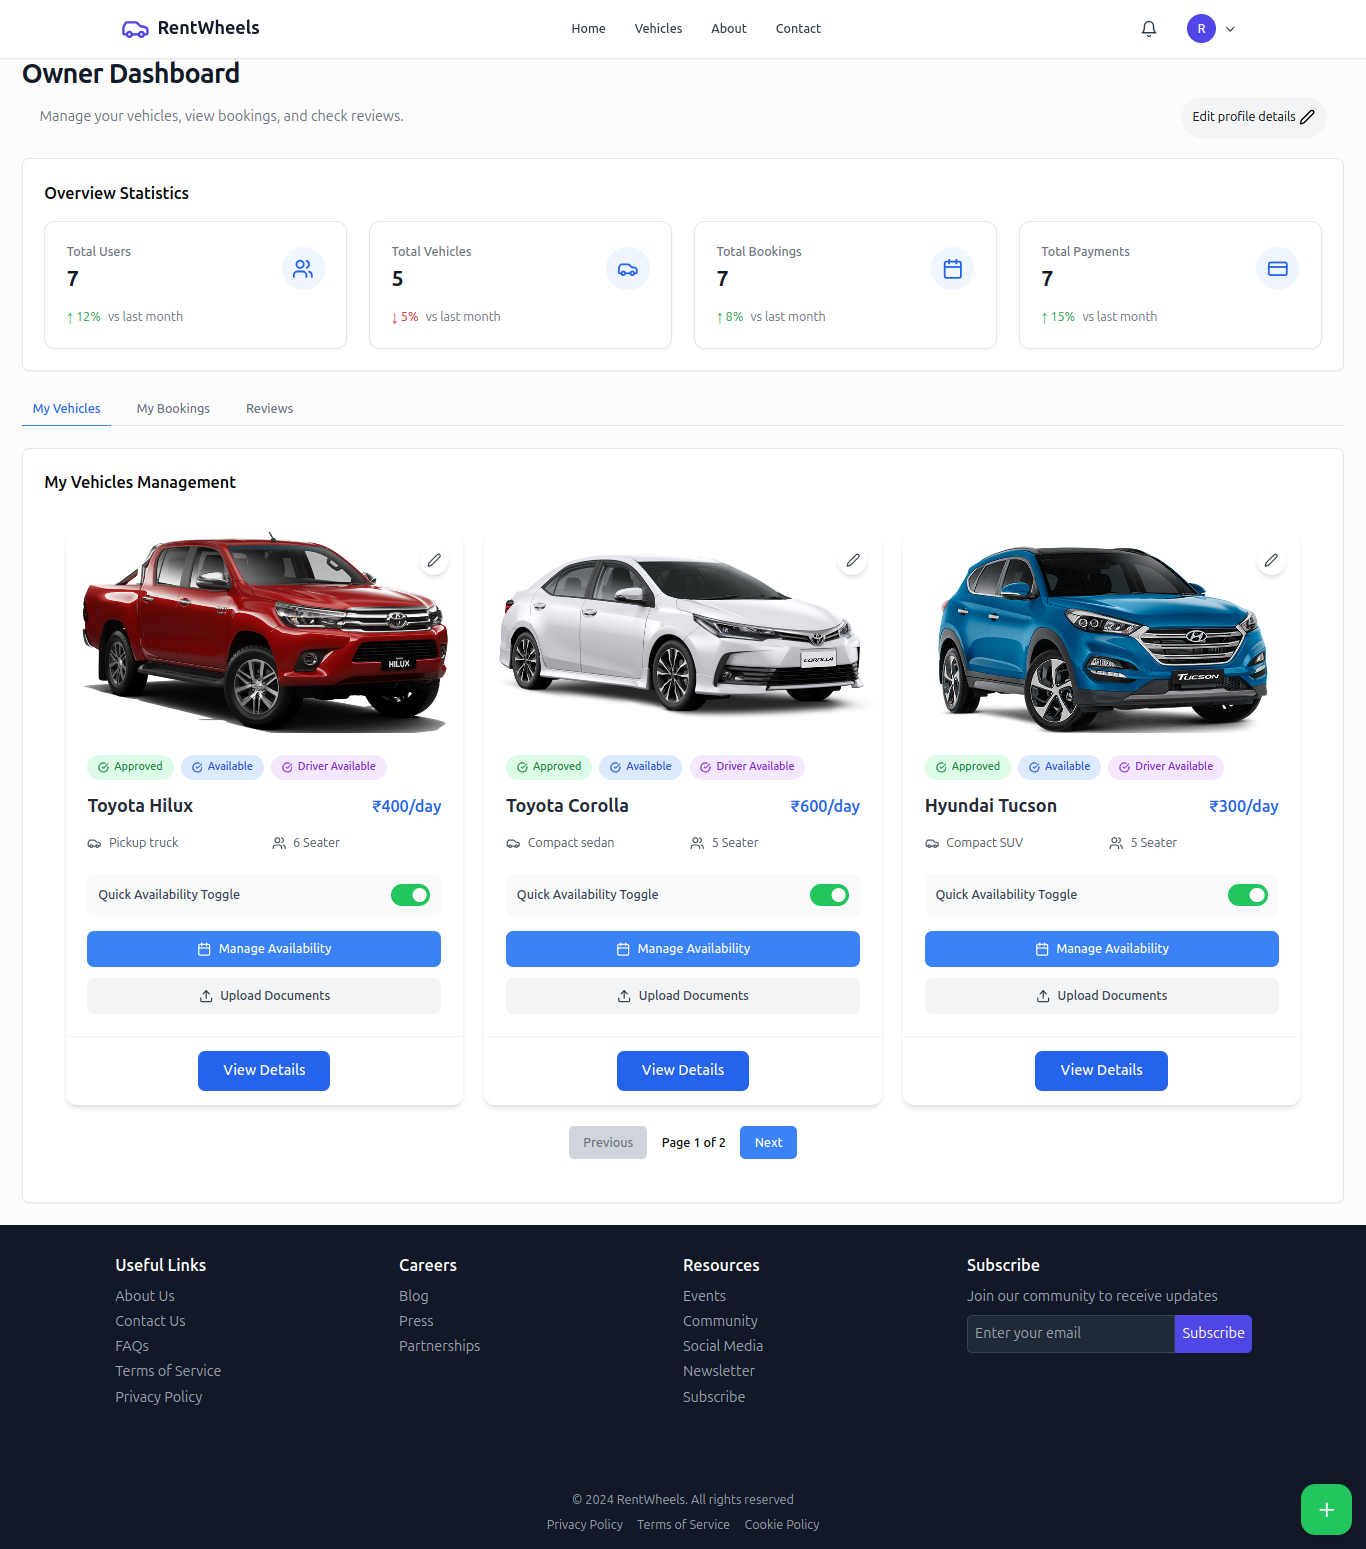 RentWheels
Home Vehicles About Contact
R
Owner Dashboard
Manage your vehicles, view bookings, and check reviews.
Edit profile details
Overview Statistics
Total Users
7
↑ 12% vs last month
Total Vehicles
5
↓ 5% vs last month
Total Bookings
7
↑ 8% vs last month
Total Payments
7
↑ 15% vs last month
My Vehicles My Bookings Reviews
My Vehicles Management
HILUX
Approved Available Driver Available
Toyota Hilux ₹400/day
Pickup truck 6 Seater
Quick Availability Toggle
Manage Availability
Upload Documents
View Details
COROLLA
Approved Available Driver Available
Toyota Corolla ₹600/day
Compact sedan 5 Seater
Quick Availability Toggle
Manage Availability
Upload Documents
View Details
TUCSON
Approved Available Driver Available
Hyundai Tucson ₹300/day
Compact SUV 5 Seater
Quick Availability Toggle
Manage Availability
Upload Documents
View Details
Previous Page 1 of 2 Next
Useful Links
About Us
Contact Us
FAQs
Terms of Service
Privacy Policy
Careers
Blog
Press
Partnerships
Resources
Events
Community
Social Media
Newsletter
Subscribe
Subscribe
Join our community to receive updates
Enter your email Subscribe
© 2024 RentWheels. All rights reserved
Privacy Policy Terms of Service Cookie Policy
+